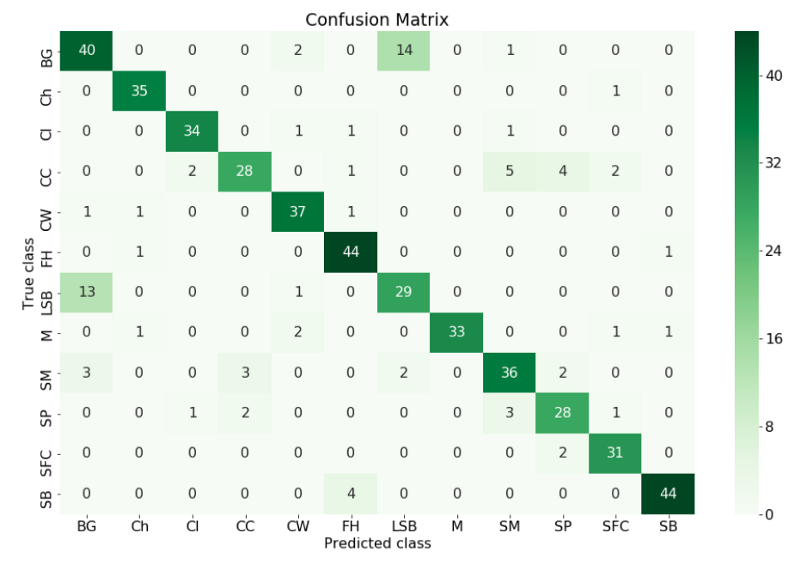 Confusion Matrix
BG 40 0 0 0 2 0 14 0 1 0 0 0
Ch 0 35 0 0 0 0 0 0 0 0 1 0
CI 0 0 34 0 1 1 0 0 1 0 0 0
CC 0 0 2 28 0 1 0 0 5 4 2 0
CW 1 1 0 0 37 1 0 0 0 0 0 0
FH 0 1 0 0 0 44 0 0 0 0 0 1
LSB 13 0 0 0 1 0 29 0 0 0 0 0
M 0 1 0 0 2 0 0 33 0 0 1 1
SM 3 0 0 3 0 0 2 0 36 2 0 0
SP 0 0 1 2 0 0 0 0 3 28 1 0
SFC 0 0 0 0 0 0 0 0 0 2 31 0
SB 0 0 0 0 0 4 0 0 0 0 0 44
BG Ch CI CC CW FH LSB M SM SP SFC SB
Predicted class
True class
40
32
24
16
8
0